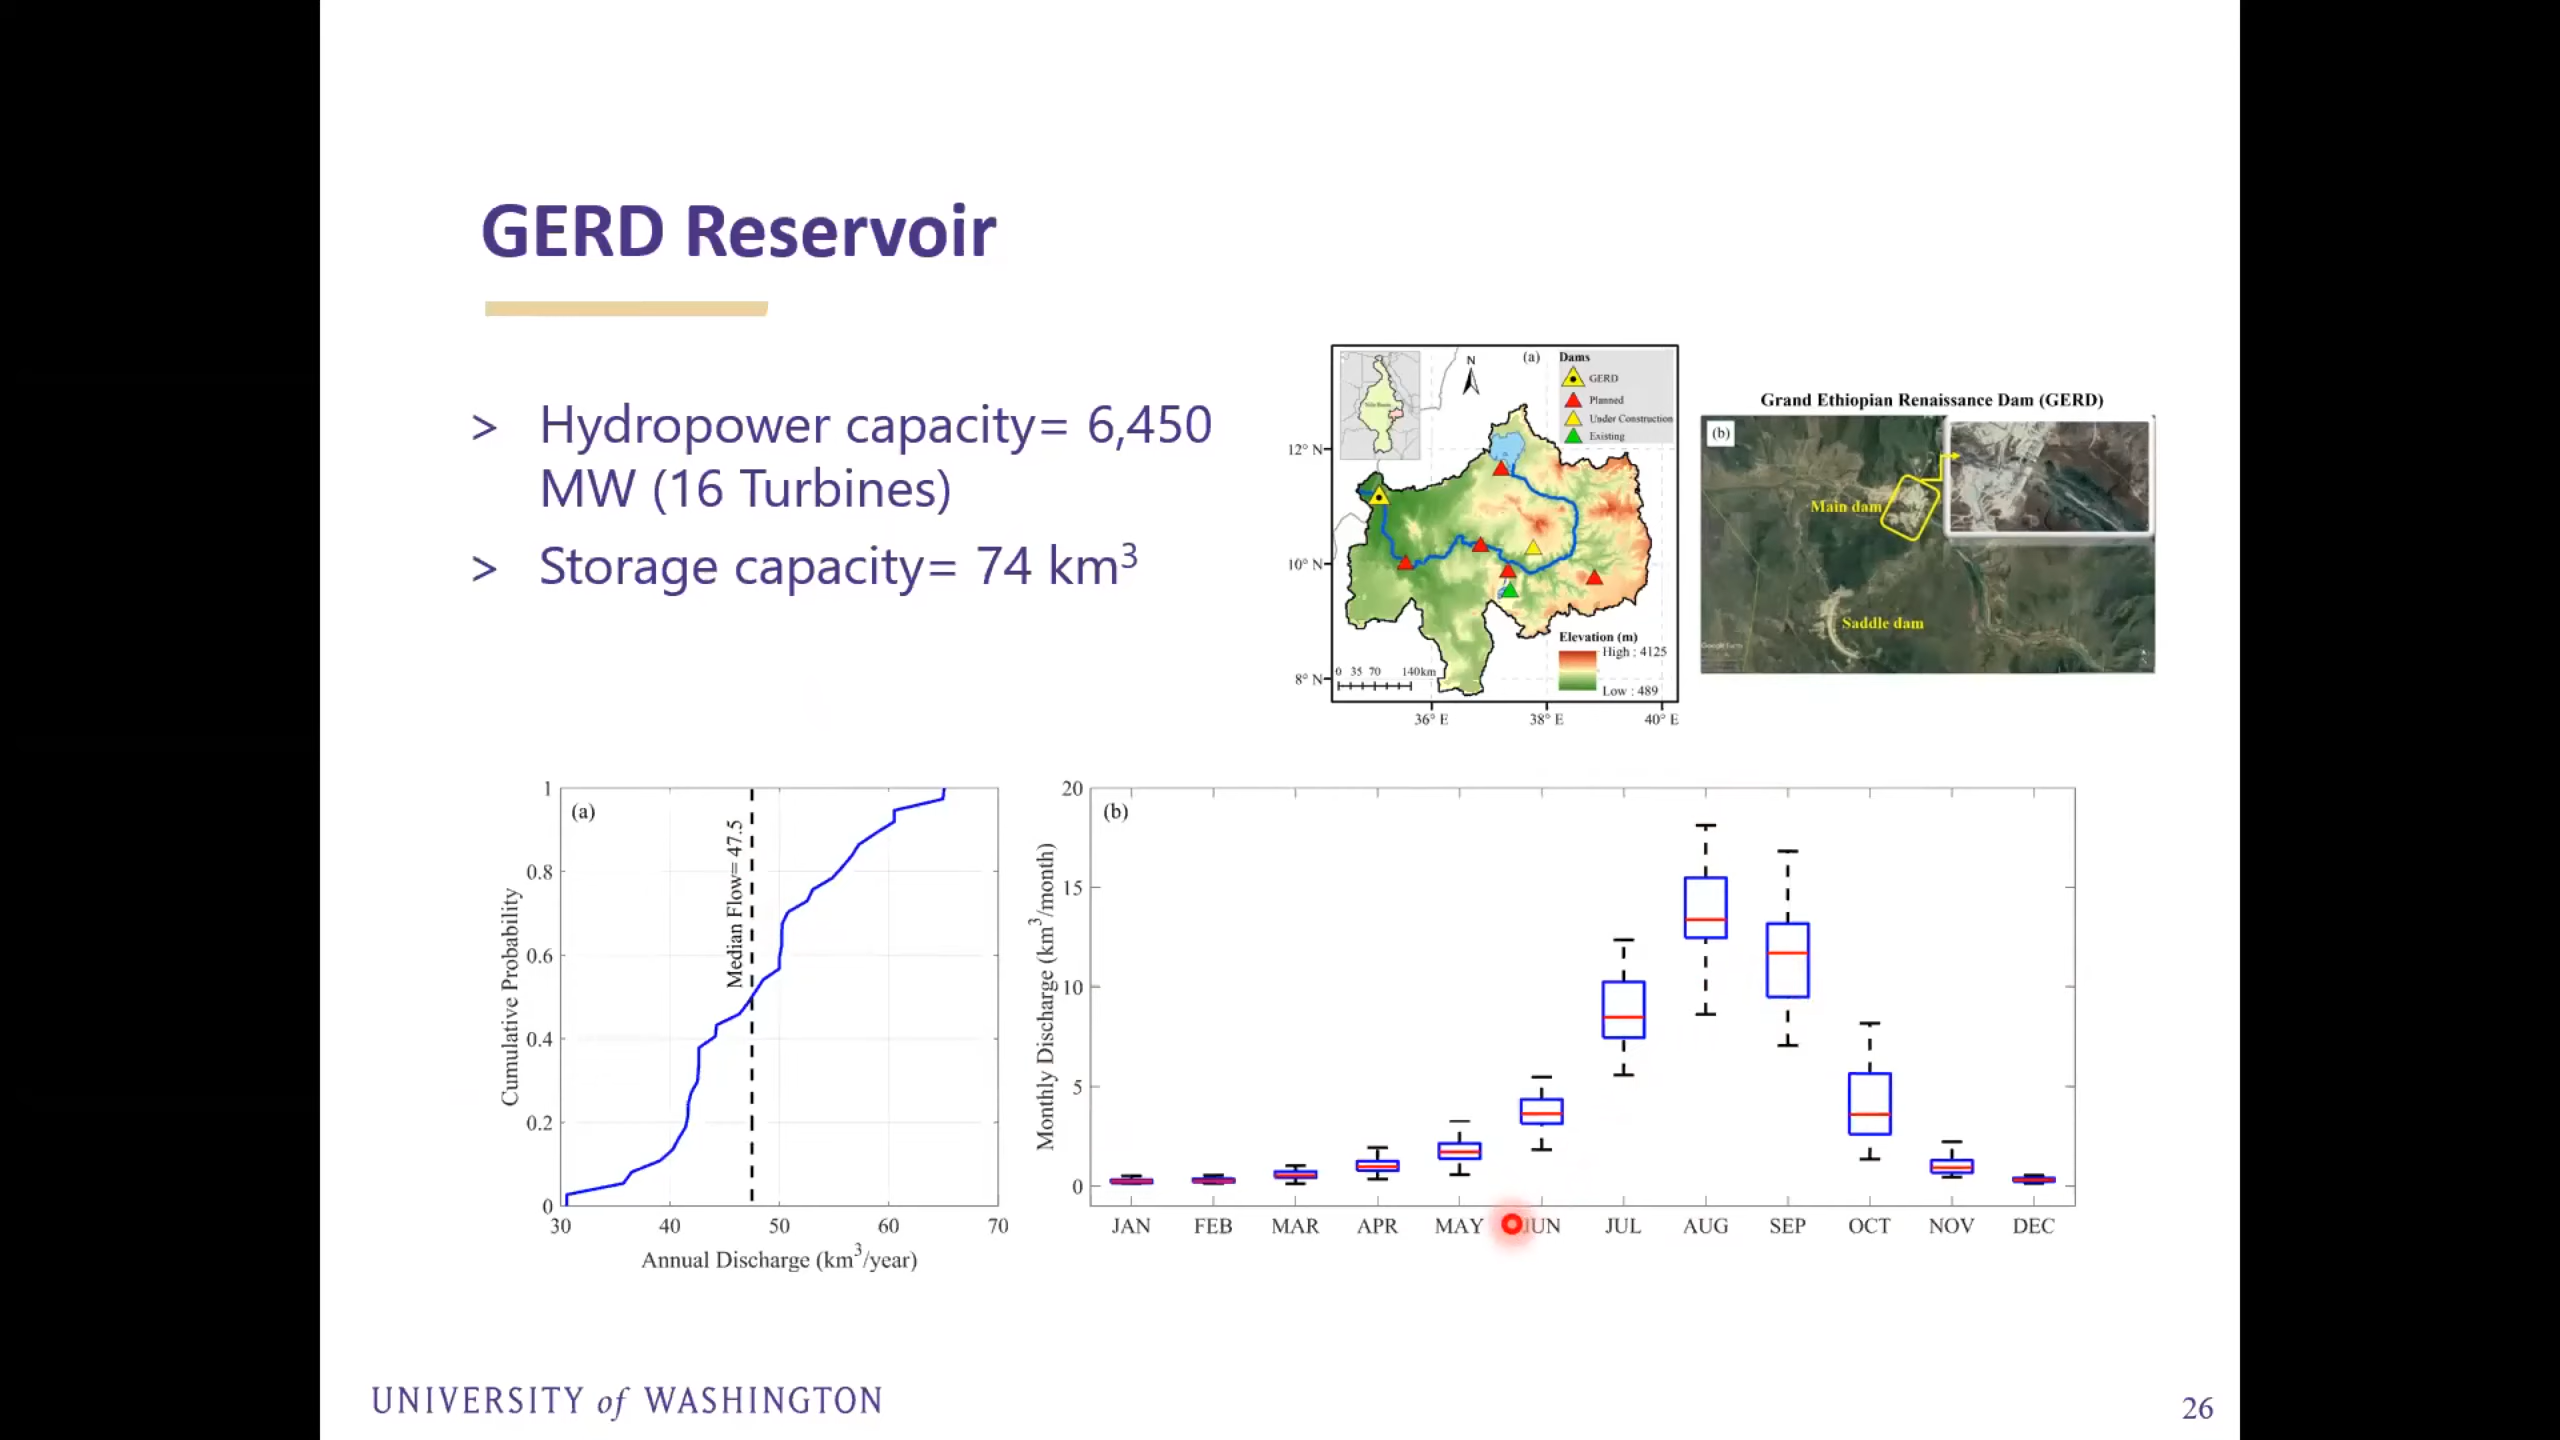 GERD Reservoir
> Hydropower capacity= 6,450
MW (16 Turbines)
> Storage capacity= 74 km³
(a)
N
Dams
GERD
Planned
Under Construction
Existing
Nile Basin
12° N
10° N
8° N
Elevation (m)
High : 4125
Low : 489
0 35 70 140km
36° E 38° E 40° E
Grand Ethiopian Renaissance Dam (GERD)
(b)
Main dam
Saddle dam
Google Earth
(a)
Median Flow= 47.5
Cumulative Probability
1
0.8
0.6
0.4
0.2
0
30 40 50 60 70
Annual Discharge (km³/year)
(b)
Monthly Discharge (km³/month)
20
15
10
5
0
JAN FEB MAR APR MAY JUN JUL AUG SEP OCT NOV DEC
UNIVERSITY of WASHINGTON
26